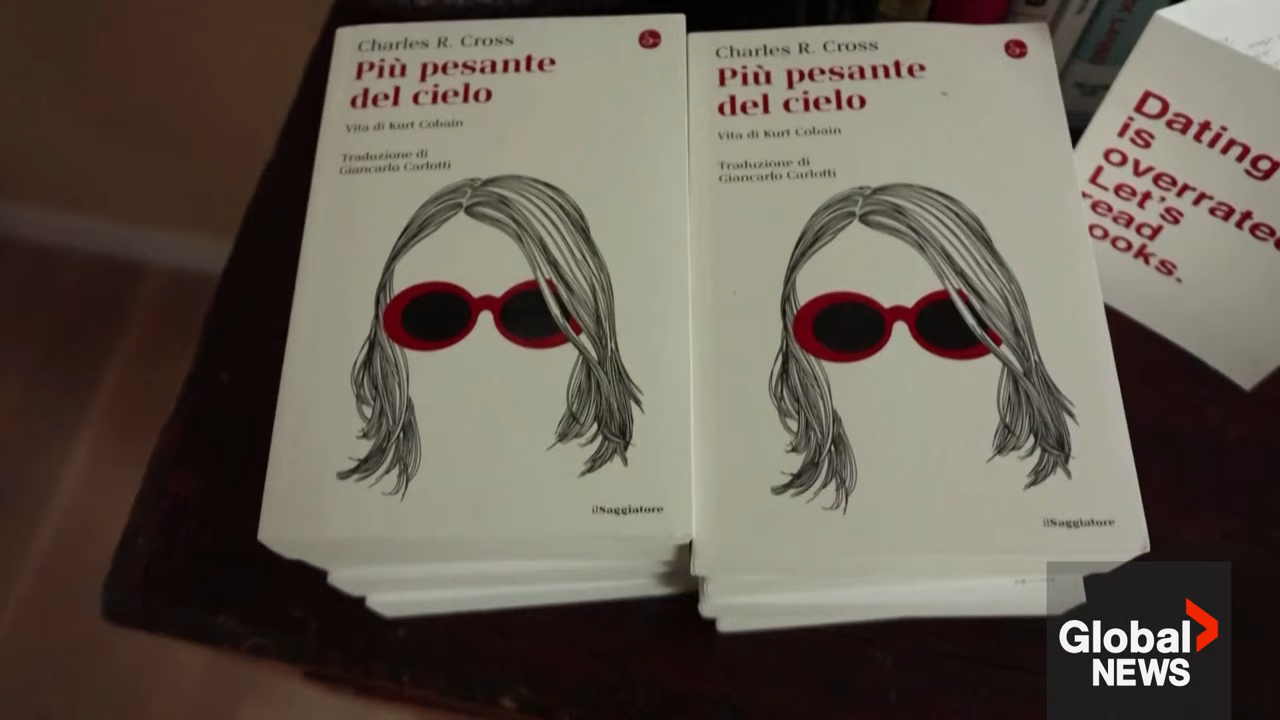 Charles R. Cross
Più pesante
del cielo
Vita di Kurt Cobain
Traduzione di
Giancarlo Carlotti
ilSaggiatore
Charles R. Cross
Più pesante
del cielo
Vita di Kurt Cobain
Traduzione di
Giancarlo Carlotti
ilSaggiatore
Dating
is
overrated
Let's
read
ooks.
Global
NEWS